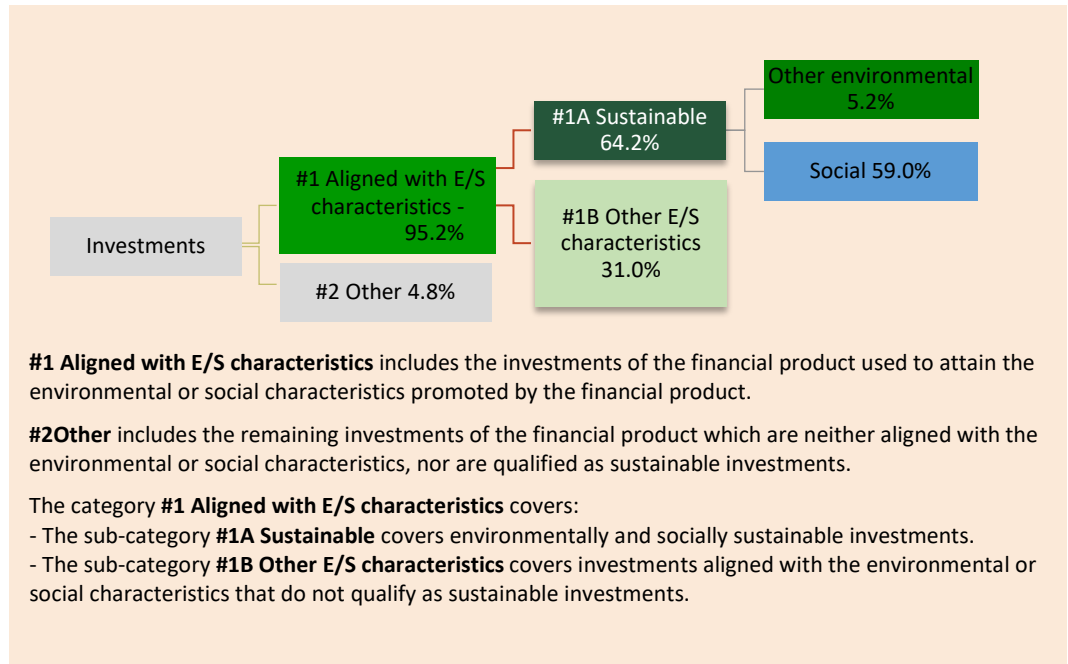 Other environmental
5.2%
#1A Sustainable
64.2%
Social 59.0%
#1 Aligned with E/S
characteristics -
95.2%
#1B Other E/S
characteristics
31.0%
Investments
#2 Other 4.8%
#1 Aligned with E/S characteristics includes the investments of the financial product used to attain the
environmental or social characteristics promoted by the financial product.
#2Other includes the remaining investments of the financial product which are neither aligned with the
environmental or social characteristics, nor are qualified as sustainable investments.
The category #1 Aligned with E/S characteristics covers:
- The sub-category #1A Sustainable covers environmentally and socially sustainable investments.
- The sub-category #1B Other E/S characteristics covers investments aligned with the environmental or
social characteristics that do not qualify as sustainable investments.